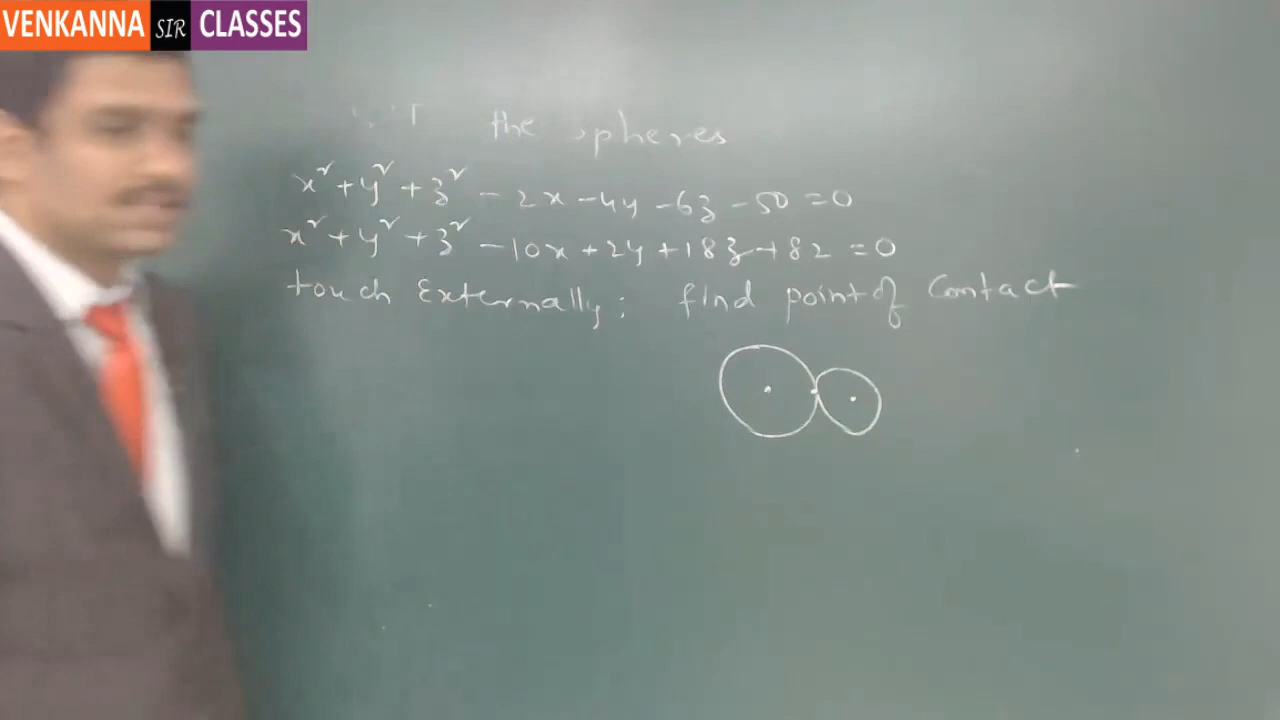 VENKANNA SIR CLASSES
the spheres
x² + y² + z² - 2x - 4y - 6z - 50 = 0
x² + y² + z² - 10x + 2y + 18z + 82 = 0
touch Externally; find point of Contact